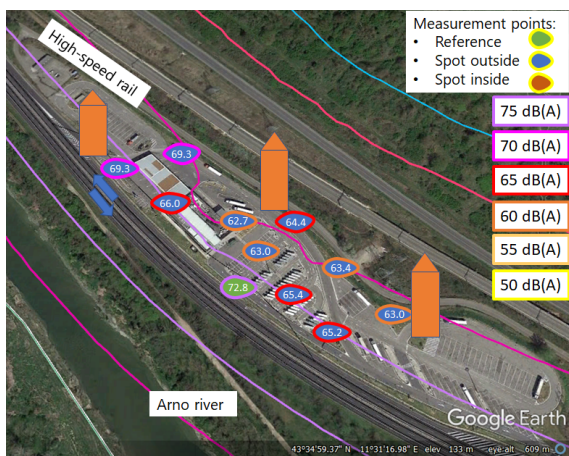 Measurement points:
• Reference
• Spot outside
• Spot inside
High-speed rail
75 dB(A)
70 dB(A)
65 dB(A)
60 dB(A)
55 dB(A)
50 dB(A)
69.3
69.3
66.0
62.7
64.4
63.0
63.4
72.8
65.4
63.0
65.2
Arno river
Google Earth
43°34'59.37" N 11°31'16.98" E elev 133 m eye alt 609 m